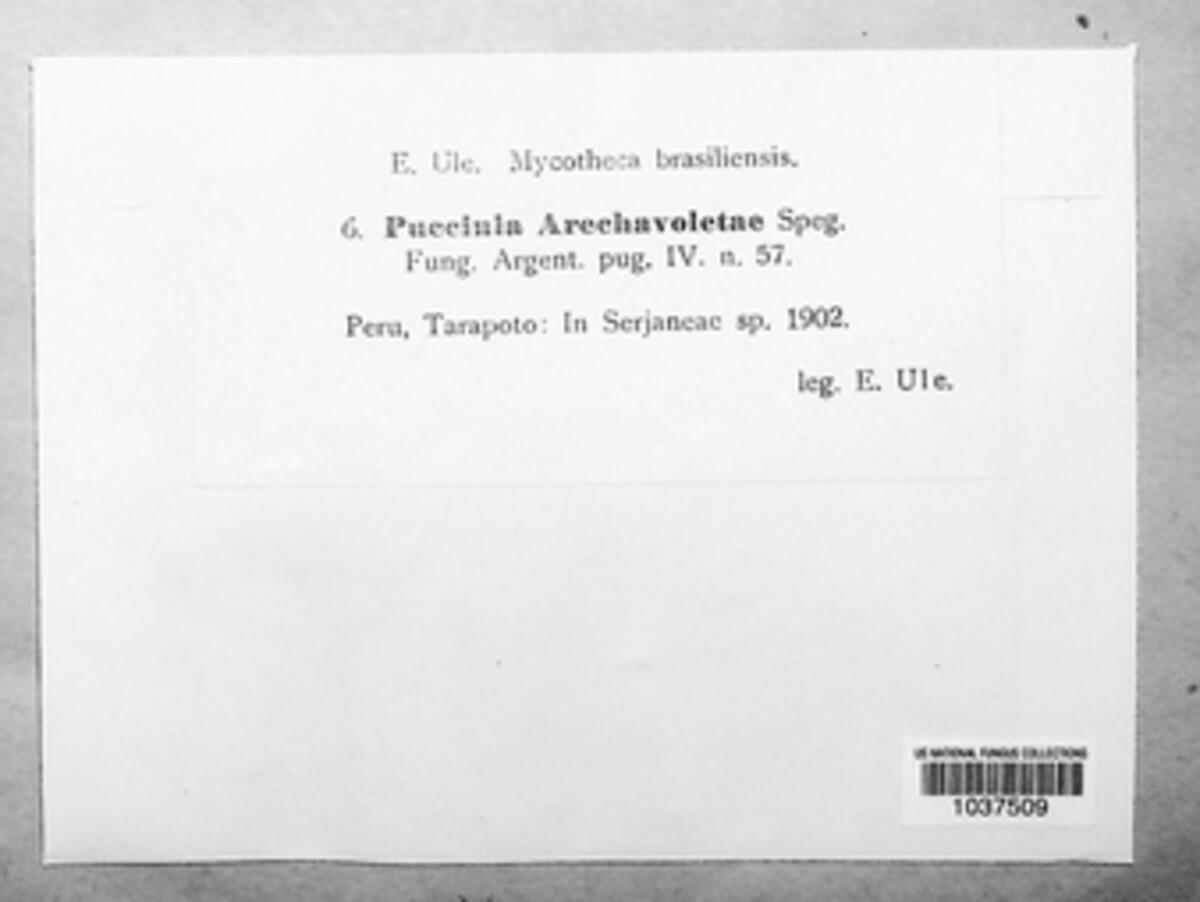 E. Ule. Mycotheca brasiliensis.
6. Puccinia Arechavoletae Speg.
Fung. Argent. pug. IV. n. 57.
Peru, Tarapoto: In Serjaneae sp. 1902.
leg. E. Ule.
US NATIONAL FUNGUS COLLECTIONS
1037509